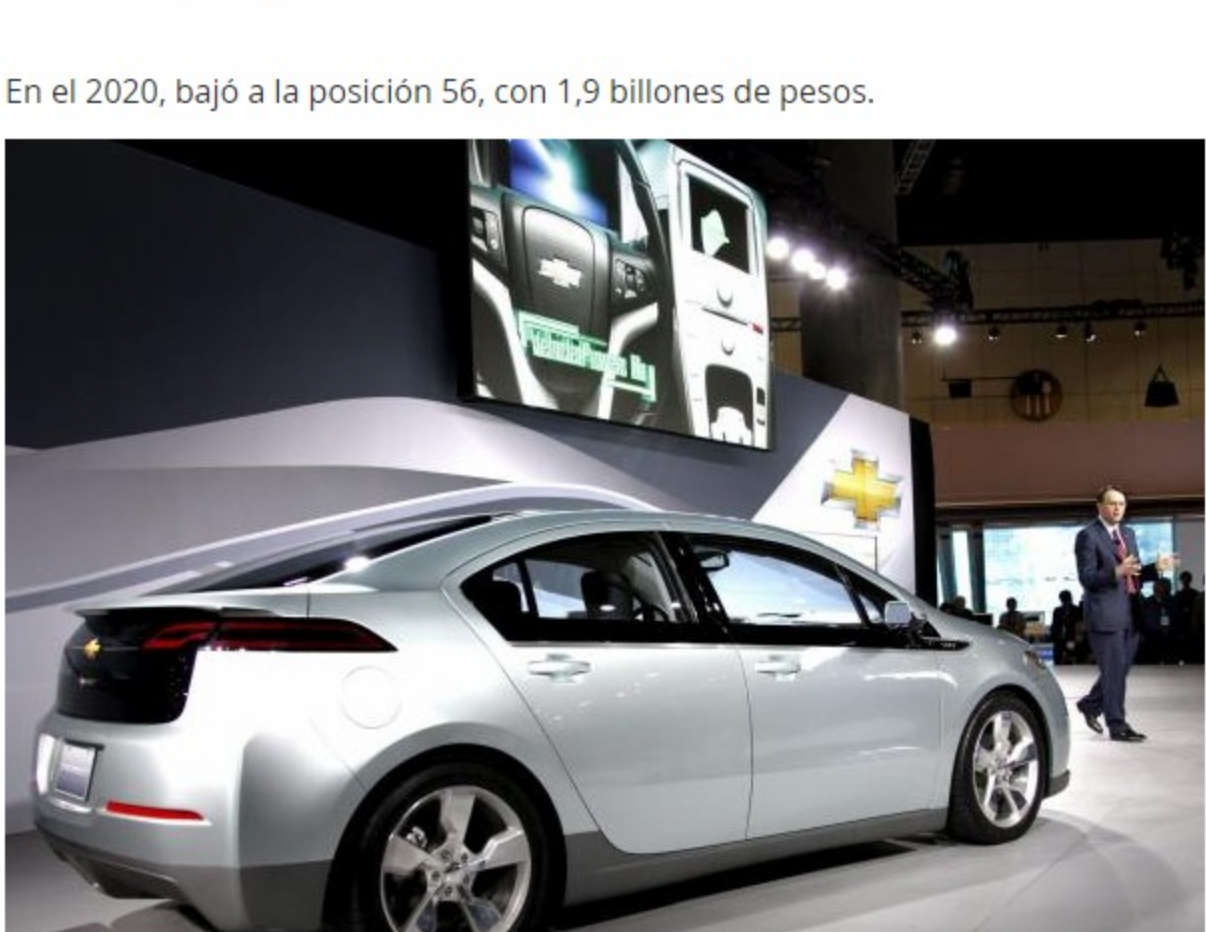 En el 2020, bajó a la posición 56, con 1,9 billones de pesos.